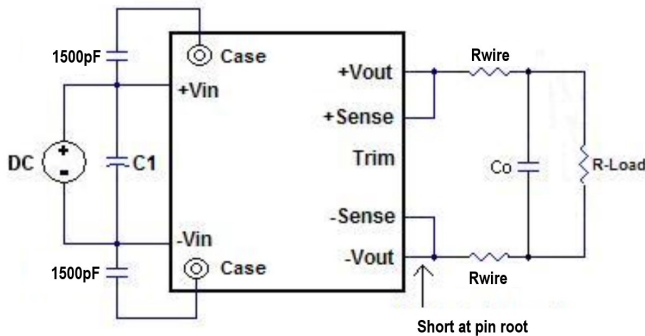 1500pF
Case
+Vin
+Vout
Rwire
+Sense
DC
+
-
C1
Trim
Co
R-Load
-Sense
-Vin
-Vout
Case
1500pF
Rwire
Short at pin root